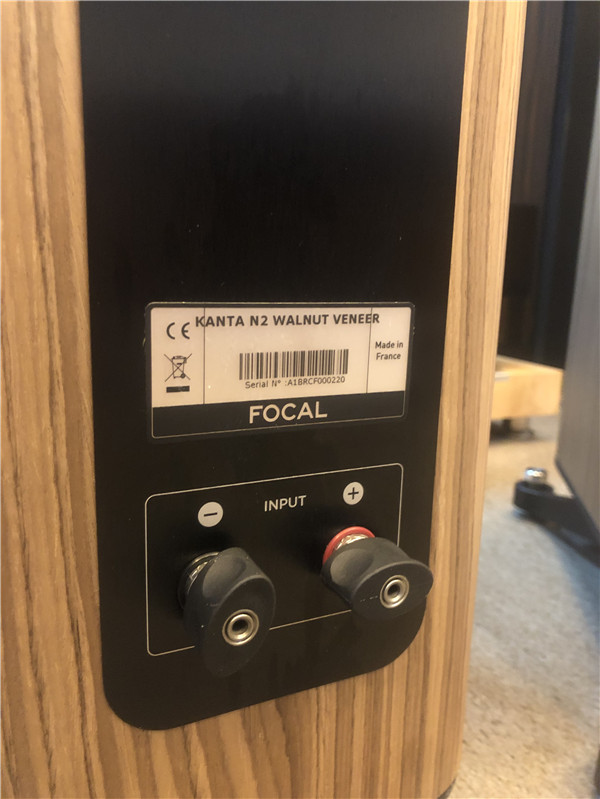 KANTA N2 WALNUT VENEER
CE
Made in
France
Serial N° :A1BRCF000220
FOCAL
INPUT
- +